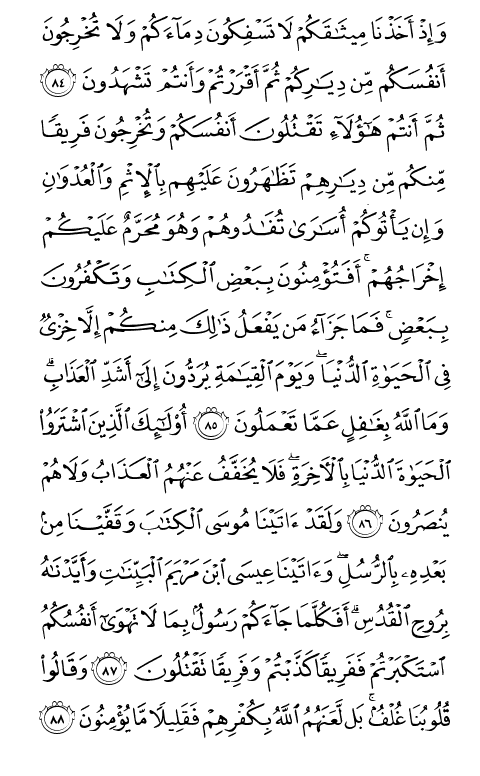 وَإِذۡ أَخَذۡنَا مِيثَٰقَكُمۡ لَا تَسۡفِكُونَ دِمَآءَكُمۡ وَلَا تُخۡرِجُونَ
أَنفُسَكُم مِّن دِيَٰرِكُمۡ ثُمَّ أَقۡرَرۡتُمۡ وَأَنتُمۡ تَشۡهَدُونَ ٨٤
ثُمَّ أَنتُمۡ هَٰٓؤُلَآءِ تَقۡتُلُونَ أَنفُسَكُمۡ وَتُخۡرِجُونَ فَرِيقٗا
مِّنكُم مِّن دِيَٰرِهِمۡ تَظَٰهَرُونَ عَلَيۡهِم بِٱلۡإِثۡمِ وَٱلۡعُدۡوَٰنِ
وَإِن يَأۡتُوكُمۡ أُسَٰرَىٰ تُفَٰدُوهُمۡ وَهُوَ مُحَرَّمٌ عَلَيۡكُمۡ
إِخۡرَاجُهُمۡۚ أَفَتُؤۡمِنُونَ بِبَعۡضِ ٱلۡكِتَٰبِ وَتَكۡفُرُونَ
بِبَعۡضٖۚ فَمَا جَزَآءُ مَن يَفۡعَلُ ذَٰلِكَ مِنكُمۡ إِلَّا خِزۡيٞ
فِي ٱلۡحَيَوٰةِ ٱلدُّنۡيَاۖ وَيَوۡمَ ٱلۡقِيَٰمَةِ يُرَدُّونَ إِلَىٰٓ أَشَدِّ ٱلۡعَذَابِۗ
وَمَا ٱللَّهُ بِغَٰفِلٍ عَمَّا تَعۡمَلُونَ ٨٥ أُوْلَٰٓئِكَ ٱلَّذِينَ ٱشۡتَرَوُاْ
ٱلۡحَيَوٰةَ ٱلدُّنۡيَا بِٱلۡأٓخِرَةِۖ فَلَا يُخَفَّفُ عَنۡهُمُ ٱلۡعَذَابُ وَلَا هُمۡ
يُنصَرُونَ ٨٦ وَلَقَدۡ ءَاتَيۡنَا مُوسَى ٱلۡكِتَٰبَ وَقَفَّيۡنَا مِنۢ
بَعۡدِهِۦ بِٱلرُّسُلِۖ وَءَاتَيۡنَا عِيسَى ٱبۡنَ مَرۡيَمَ ٱلۡبَيِّنَٰتِ وَأَيَّدۡنَٰهُ
بِرُوحِ ٱلۡقُدُسِۗ أَفَكُلَّمَا جَآءَكُمۡ رَسُولُۢ بِمَا لَا تَهۡوَىٰٓ أَنفُسُكُمُ
ٱسۡتَكۡبَرۡتُمۡ فَفَرِيقٗا كَذَّبۡتُمۡ وَفَرِيقٗا تَقۡتُلُونَ ٨٧ وَقَالُواْ
قُلُوبُنَا غُلۡفُۢۚ بَل لَّعَنَهُمُ ٱللَّهُ بِكُفۡرِهِمۡ فَقَلِيلٗا مَّا يُؤۡمِنُونَ ٨٨